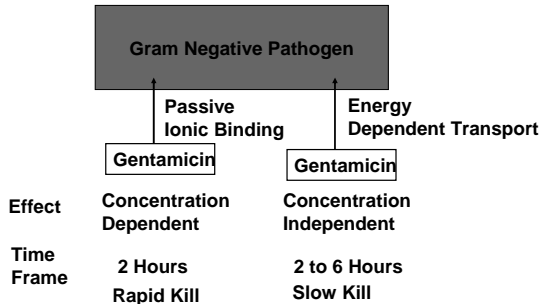 Gram Negative Pathogen
Passive
Ionic Binding
Energy
Dependent Transport
Gentamicin
Gentamicin
Effect
Concentration
Dependent
Concentration
Independent
Time
Frame
2 Hours
2 to 6 Hours
Rapid Kill
Slow Kill